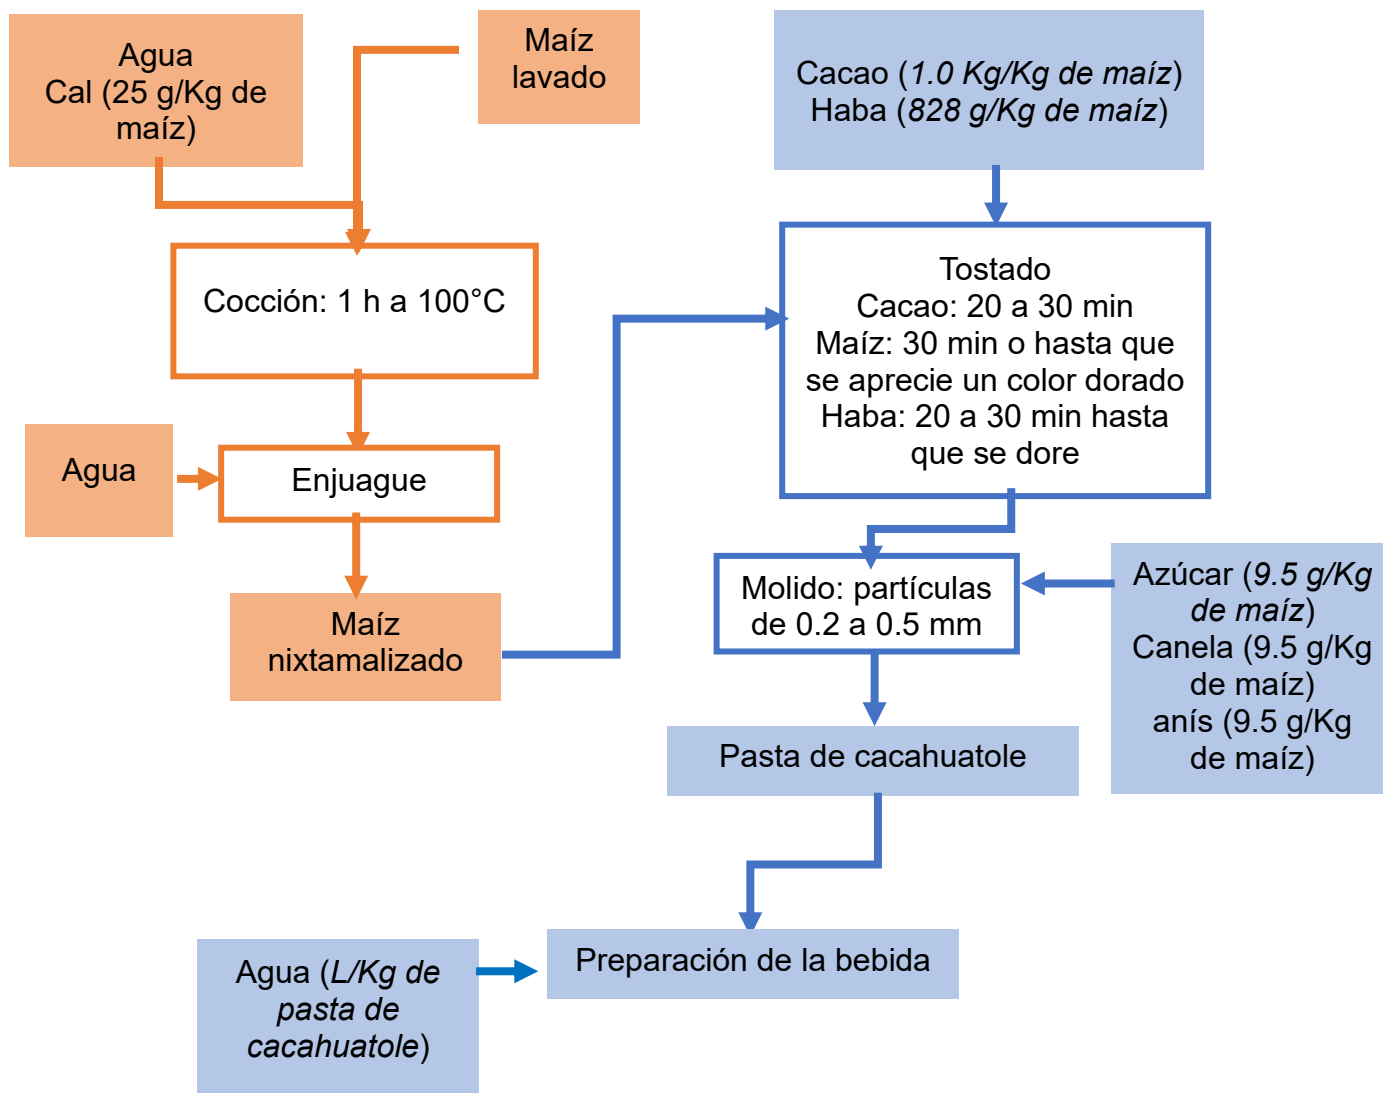 Agua
Cal (25 g/Kg de
maíz)
Maíz
lavado
Cacao (1.0 Kg/Kg de maíz)
Haba (828 g/Kg de maíz)
Cocción: 1 h a 100°C
Tostado
Cacao: 20 a 30 min
Maíz: 30 min o hasta que
se aprecie un color dorado
Haba: 20 a 30 min hasta
que se dore
Agua
Enjuague
Maíz
nixtamalizado
Molido: partículas
de 0.2 a 0.5 mm
Azúcar (9.5 g/Kg
de maíz)
Canela (9.5 g/Kg
de maíz)
anís (9.5 g/Kg
de maíz)
Pasta de cacahuatole
Agua (L/Kg de
pasta de
cacahuatole)
Preparación de la bebida